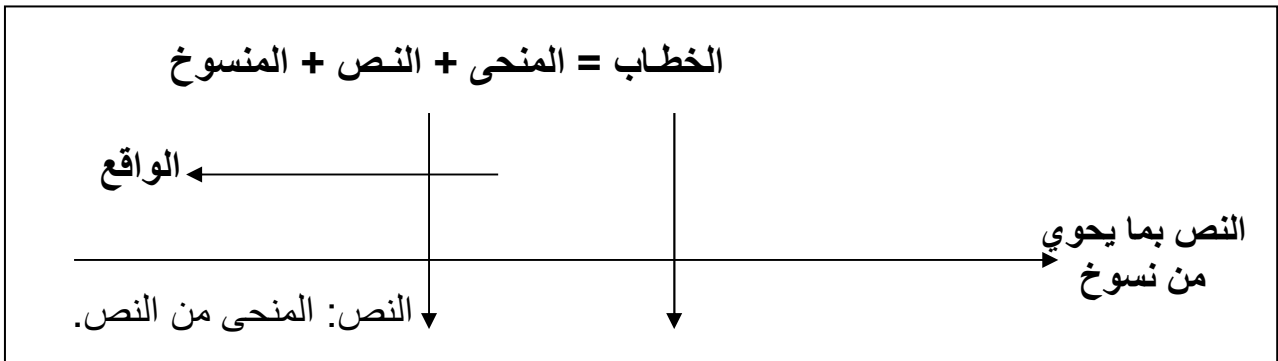 الخطاب = المنحى + النص + المنسوخ
الواقع
النص بما يحوي
من نسوخ
النص: المنحى من النص.